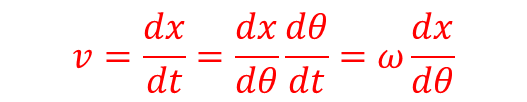 v = dx/dt = dx/dθ dθ/dt = ω dx/dθ